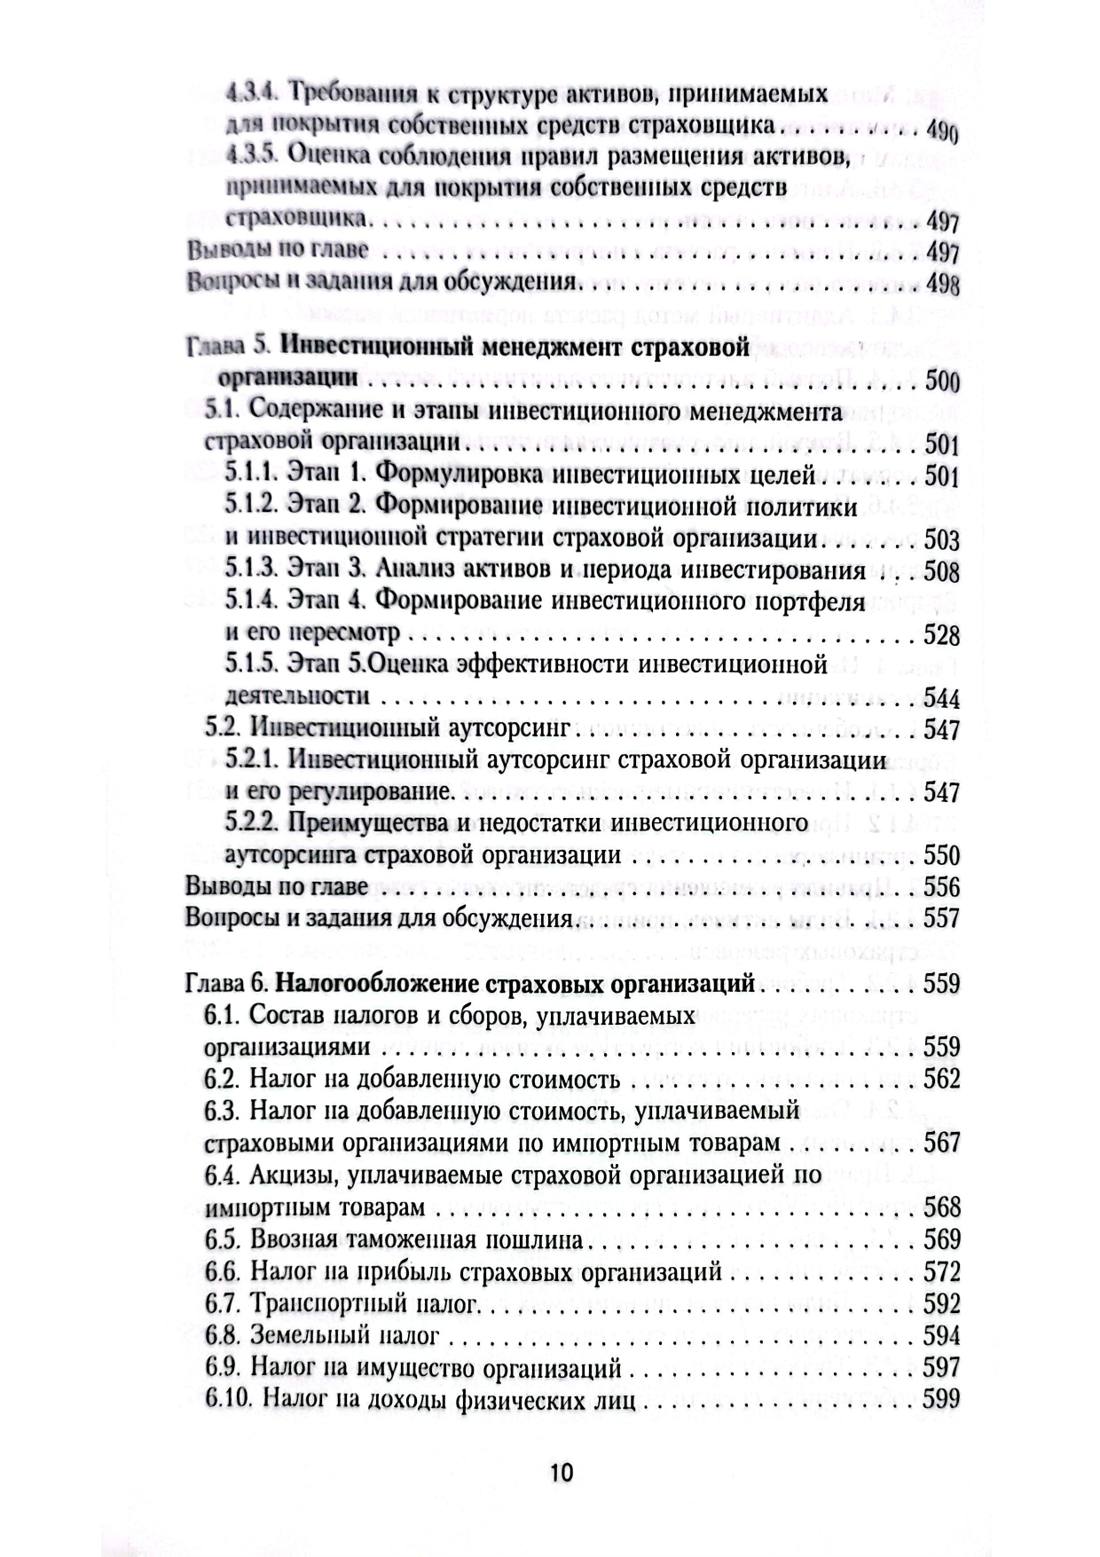 4.3.4. Требования к структуре активов, принимаемых
для покрытия собственных средств страховщика. . . . . . . . . 490
4.3.5. Оценка соблюдения правил размещения активов,
принимаемых для покрытия собственных средств
страховщика. . . . . . . . . . . . . . . . . . . . . . . . . . . . . . . . . . . . . 497
Выводы по главе . . . . . . . . . . . . . . . . . . . . . . . . . . . . . . . . . . . . 497
Вопросы и задания для обсуждения. . . . . . . . . . . . . . . . . . . . . . 498
Глава 5. Инвестиционный менеджмент страховой
организации . . . . . . . . . . . . . . . . . . . . . . . . . . . . . . . . . . . . . 500
5.1. Содержание и этапы инвестиционного менеджмента
страховой организации. . . . . . . . . . . . . . . . . . . . . . . . . . . . . . 501
5.1.1. Этап 1. Формулировка инвестиционных целей . . . . . . . 501
5.1.2. Этап 2. Формирование инвестиционной политики
и инвестиционной стратегии страховой организации. . . . . . . 503
5.1.3. Этап 3. Анализ активов и периода инвестирования . . . 508
5.1.4. Этап 4. Формирование инвестиционного портфеля
и его пересмотр . . . . . . . . . . . . . . . . . . . . . . . . . . . . . . . . . . 528
5.1.5. Этап 5.Оценка эффективности инвестиционной
деятельности . . . . . . . . . . . . . . . . . . . . . . . . . . . . . . . . . . . . 544
5.2. Инвестиционный аутсорсинг . . . . . . . . . . . . . . . . . . . . . . . 547
5.2.1. Инвестиционный аутсорсинг страховой организации
и его регулирование. . . . . . . . . . . . . . . . . . . . . . . . . . . . . . . 547
5.2.2. Преимущества и недостатки инвестиционного
аутсорсинга страховой организации . . . . . . . . . . . . . . . . . . . 550
Выводы по главе . . . . . . . . . . . . . . . . . . . . . . . . . . . . . . . . . . . . 556
Вопросы и задания для обсуждения. . . . . . . . . . . . . . . . . . . . . . 557
Глава 6. Налогообложение страховых организаций . . . . . . . . . . 559
6.1. Состав налогов и сборов, уплачиваемых
организациями . . . . . . . . . . . . . . . . . . . . . . . . . . . . . . . . . . . . 559
6.2. Налог на добавленную стоимость . . . . . . . . . . . . . . . . . . . 562
6.3. Налог на добавленную стоимость, уплачиваемый
страховыми организациями по импортным товарам . . . . . . . . 567
6.4. Акцизы, уплачиваемые страховой организацией по
импортным товарам . . . . . . . . . . . . . . . . . . . . . . . . . . . . . . . . 568
6.5. Ввозная таможенная пошлина. . . . . . . . . . . . . . . . . . . . . . 569
6.6. Налог на прибыль страховых организаций . . . . . . . . . . . . 572
6.7. Транспортный налог. . . . . . . . . . . . . . . . . . . . . . . . . . . . . . 592
6.8. Земельный налог . . . . . . . . . . . . . . . . . . . . . . . . . . . . . . . . 594
6.9. Налог на имущество организаций . . . . . . . . . . . . . . . . . . . 597
6.10. Налог на доходы физических лиц . . . . . . . . . . . . . . . . . . 599
10